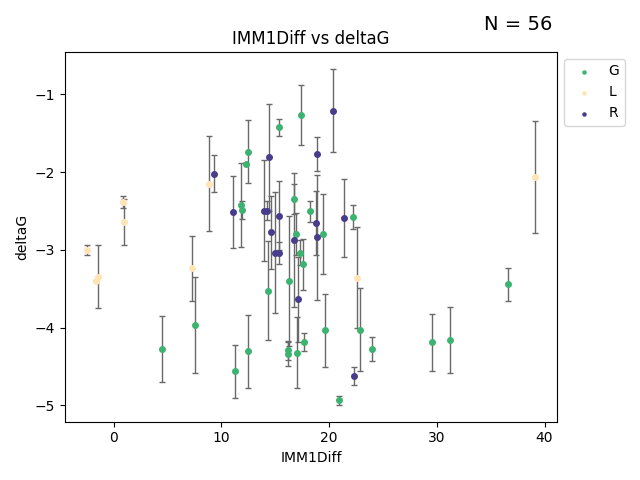 N = 56
IMM1Diff vs deltaG
G
L
R
−1
−2
−3
−4
−5
deltaG
0
10
20
30
40
IMM1Diff